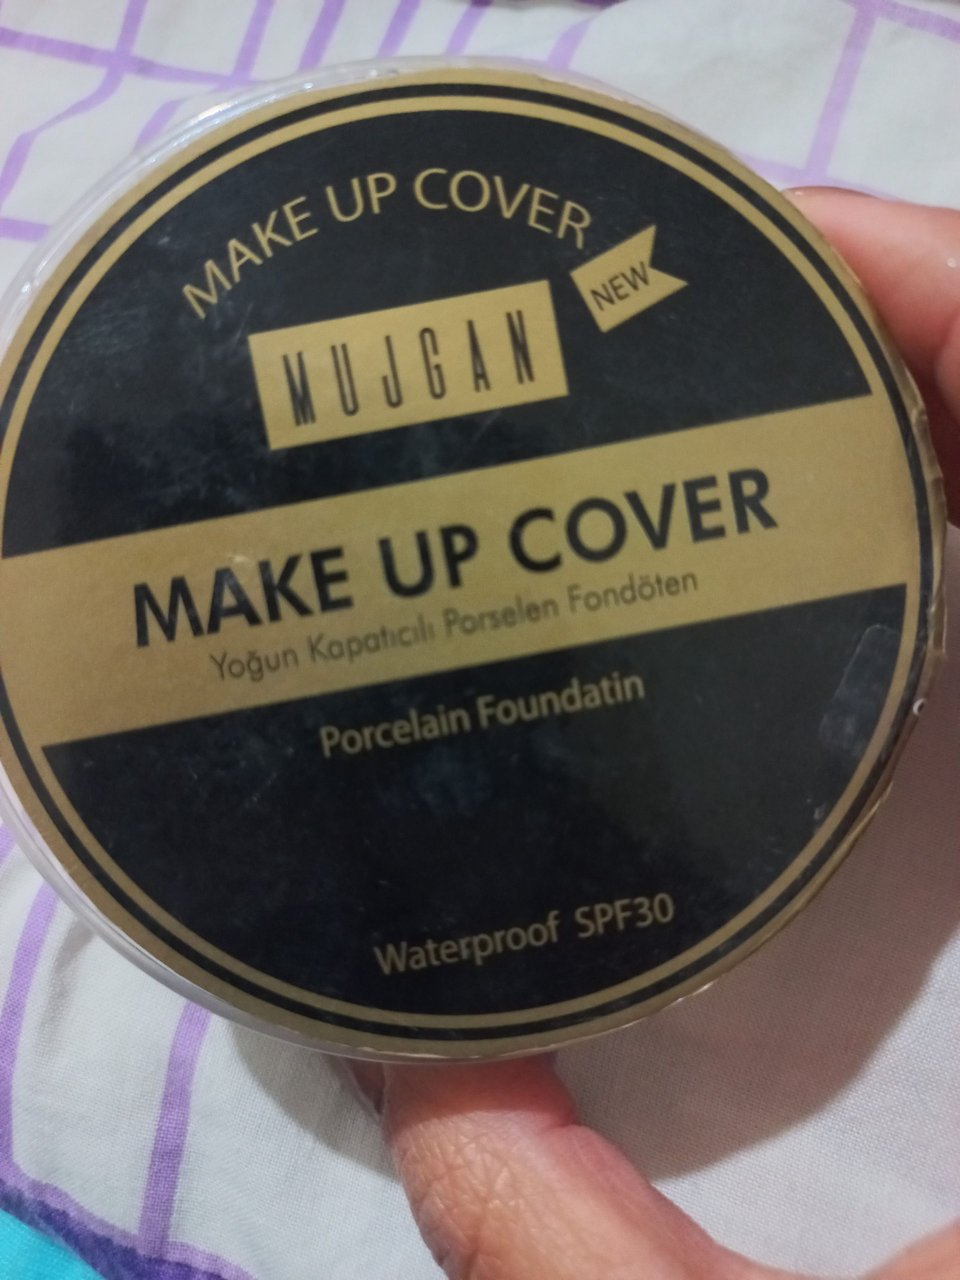 MAKE UP COVER
NEW
MUJGAN
MAKE UP COVER
Yoğun Kapatıcılı Porselen Fondöten
Porcelain Foundatin
Waterproof SPF30